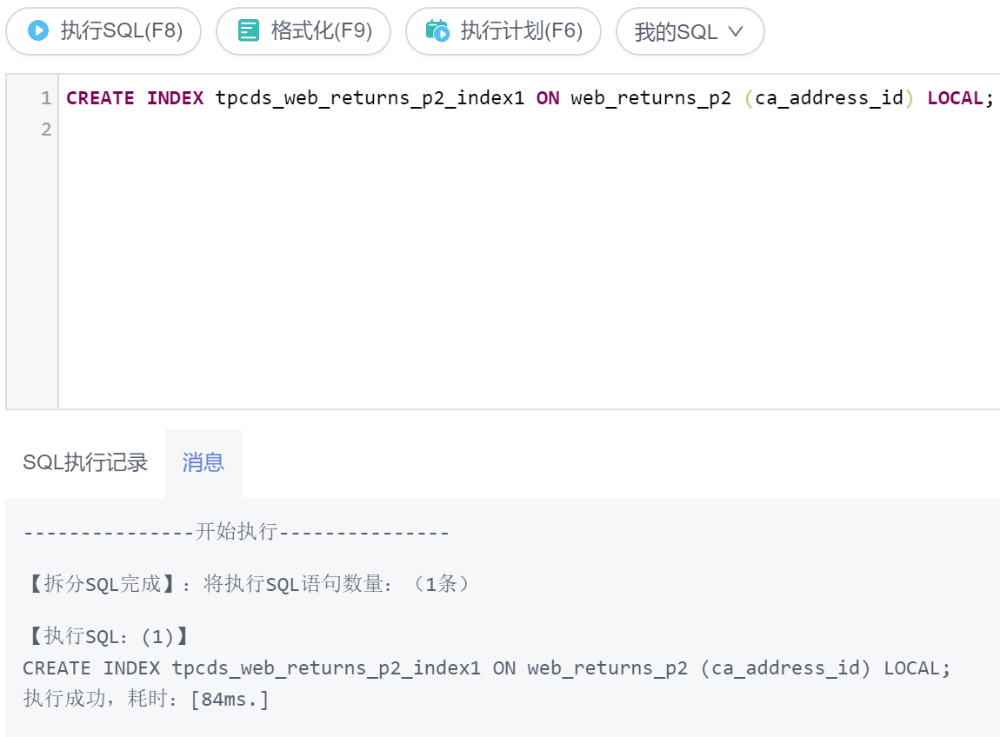 执行SQL(F8) 格式化(F9) 执行计划(F6) 我的SQL
1 CREATE INDEX tpcds_web_returns_p2_index1 ON web_returns_p2 (ca_address_id) LOCAL;
2
SQL执行记录 消息
---------------开始执行---------------
【拆分SQL完成】：将执行SQL语句数量：（1条）
【执行SQL：(1)】
CREATE INDEX tpcds_web_returns_p2_index1 ON web_returns_p2 (ca_address_id) LOCAL;
执行成功，耗时：[84ms.]